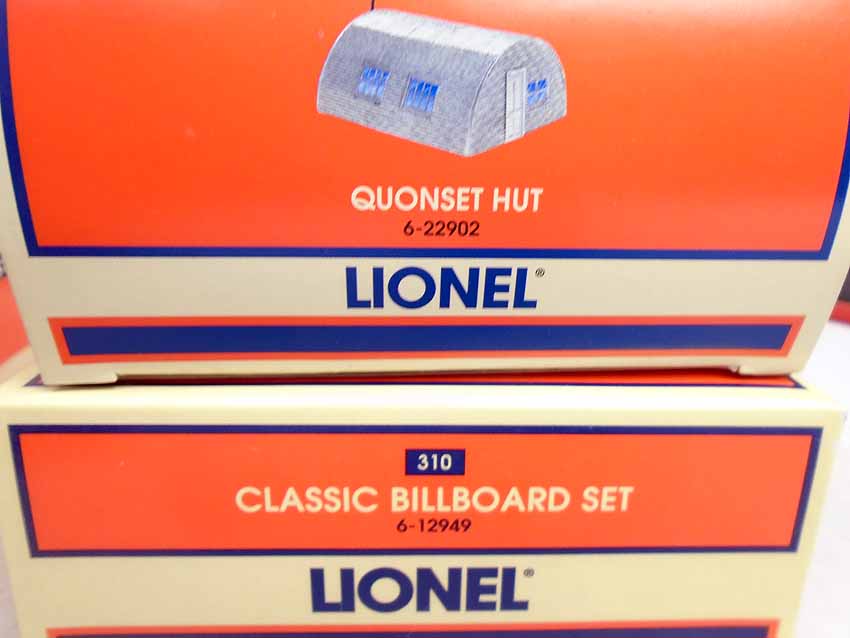 QUONSET HUT
6-22902
LIONEL®
310
CLASSIC BILLBOARD SET
6-12949
LIONEL®